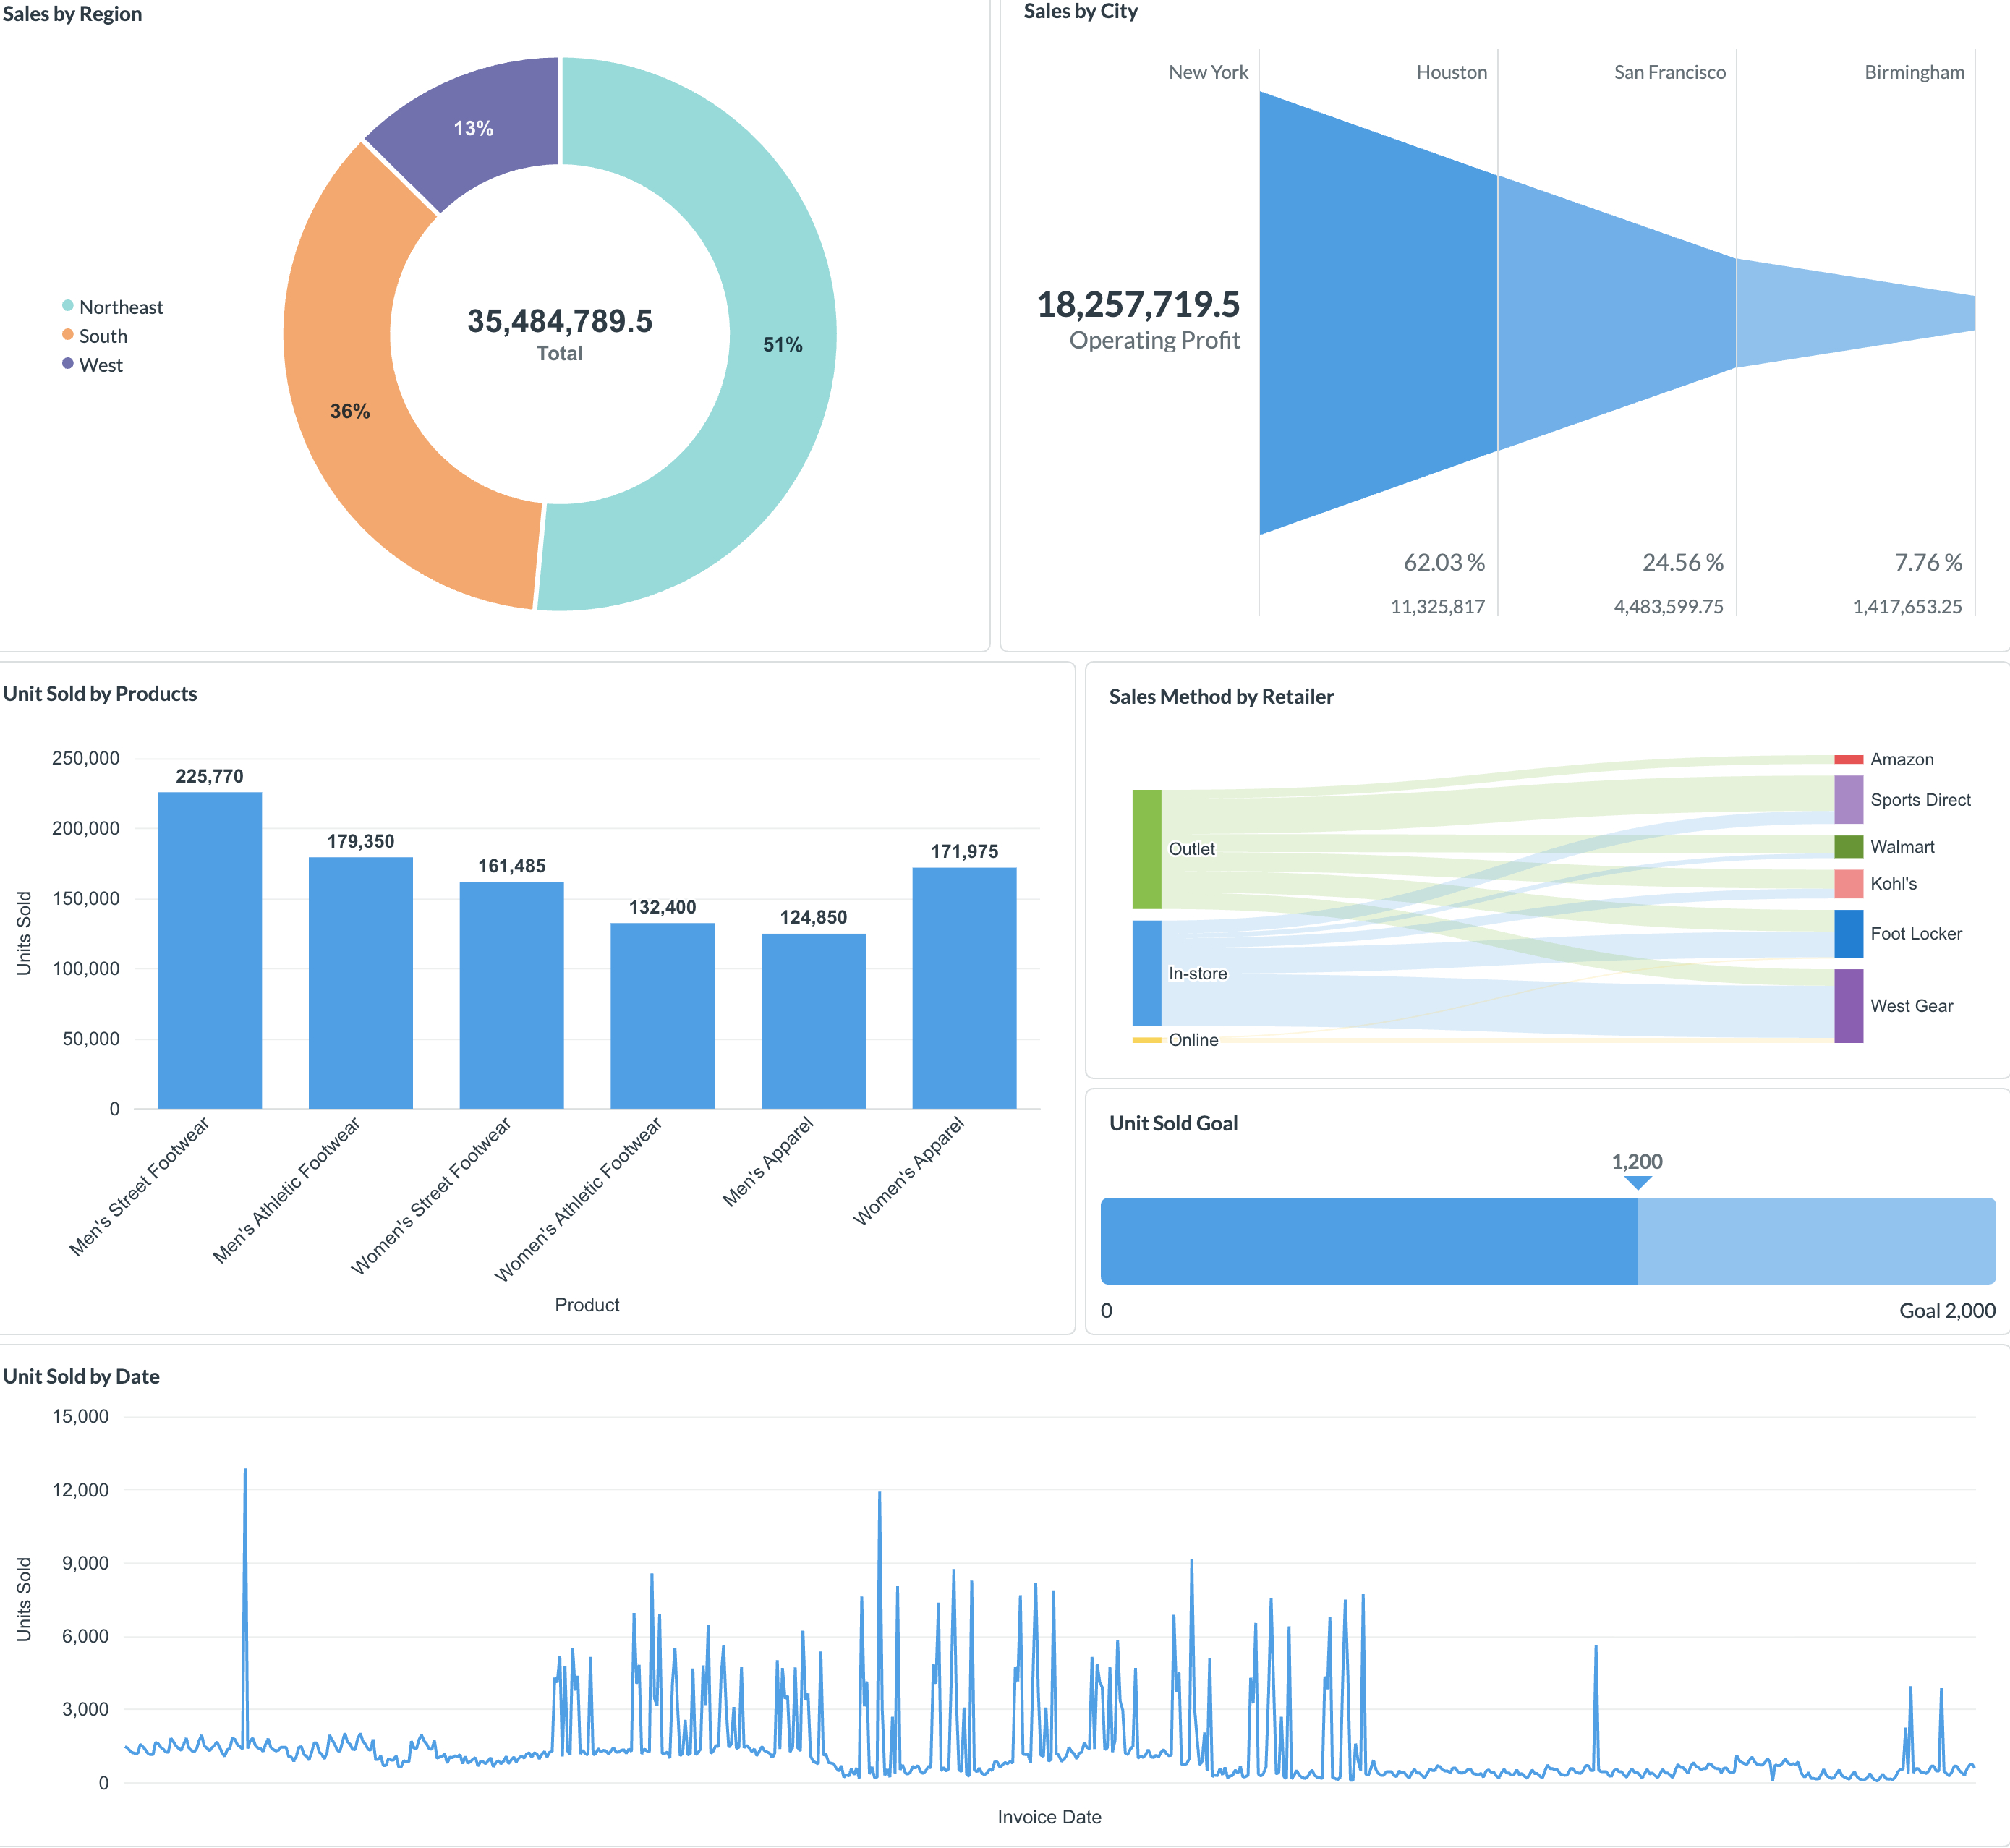 Sales by Region
Northeast
South
West
13%
51%
36%
35,484,789.5
Total
Sales by City
New York
Houston
San Francisco
Birmingham
18,257,719.5
Operating Profit
62.03 %
24.56 %
7.76 %
11,325,817
4,483,599.75
1,417,653.25
Unit Sold by Products
Units Sold
250,000
200,000
150,000
100,000
50,000
0
225,770
179,350
161,485
132,400
124,850
171,975
Men's Street Footwear
Men's Athletic Footwear
Women's Street Footwear
Women's Athletic Footwear
Men's Apparel
Women's Apparel
Product
Sales Method by Retailer
Outlet
In-store
Online
Amazon
Sports Direct
Walmart
Kohl's
Foot Locker
West Gear
Unit Sold Goal
1,200
0
Goal 2,000
Unit Sold by Date
Units Sold
15,000
12,000
9,000
6,000
3,000
0
Invoice Date